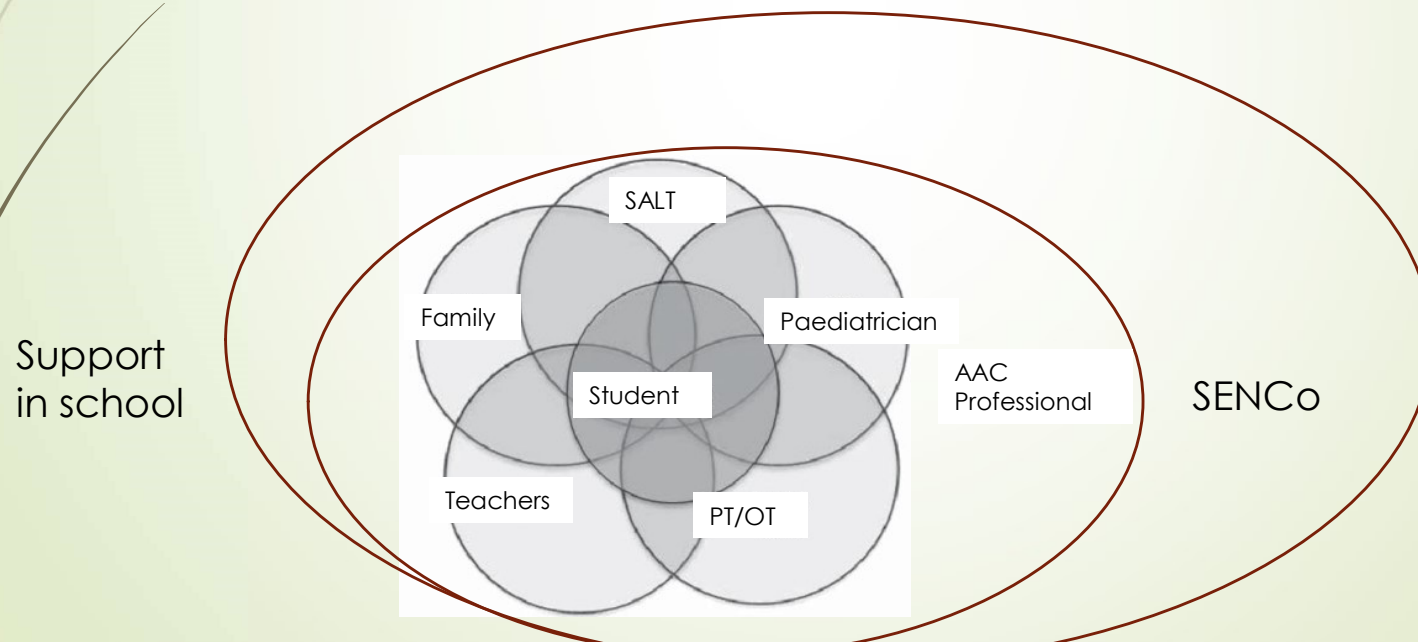 SALT
Family
Paediatrician
Support
in school
Student
AAC
Professional
SENCo
Teachers
PT/OT